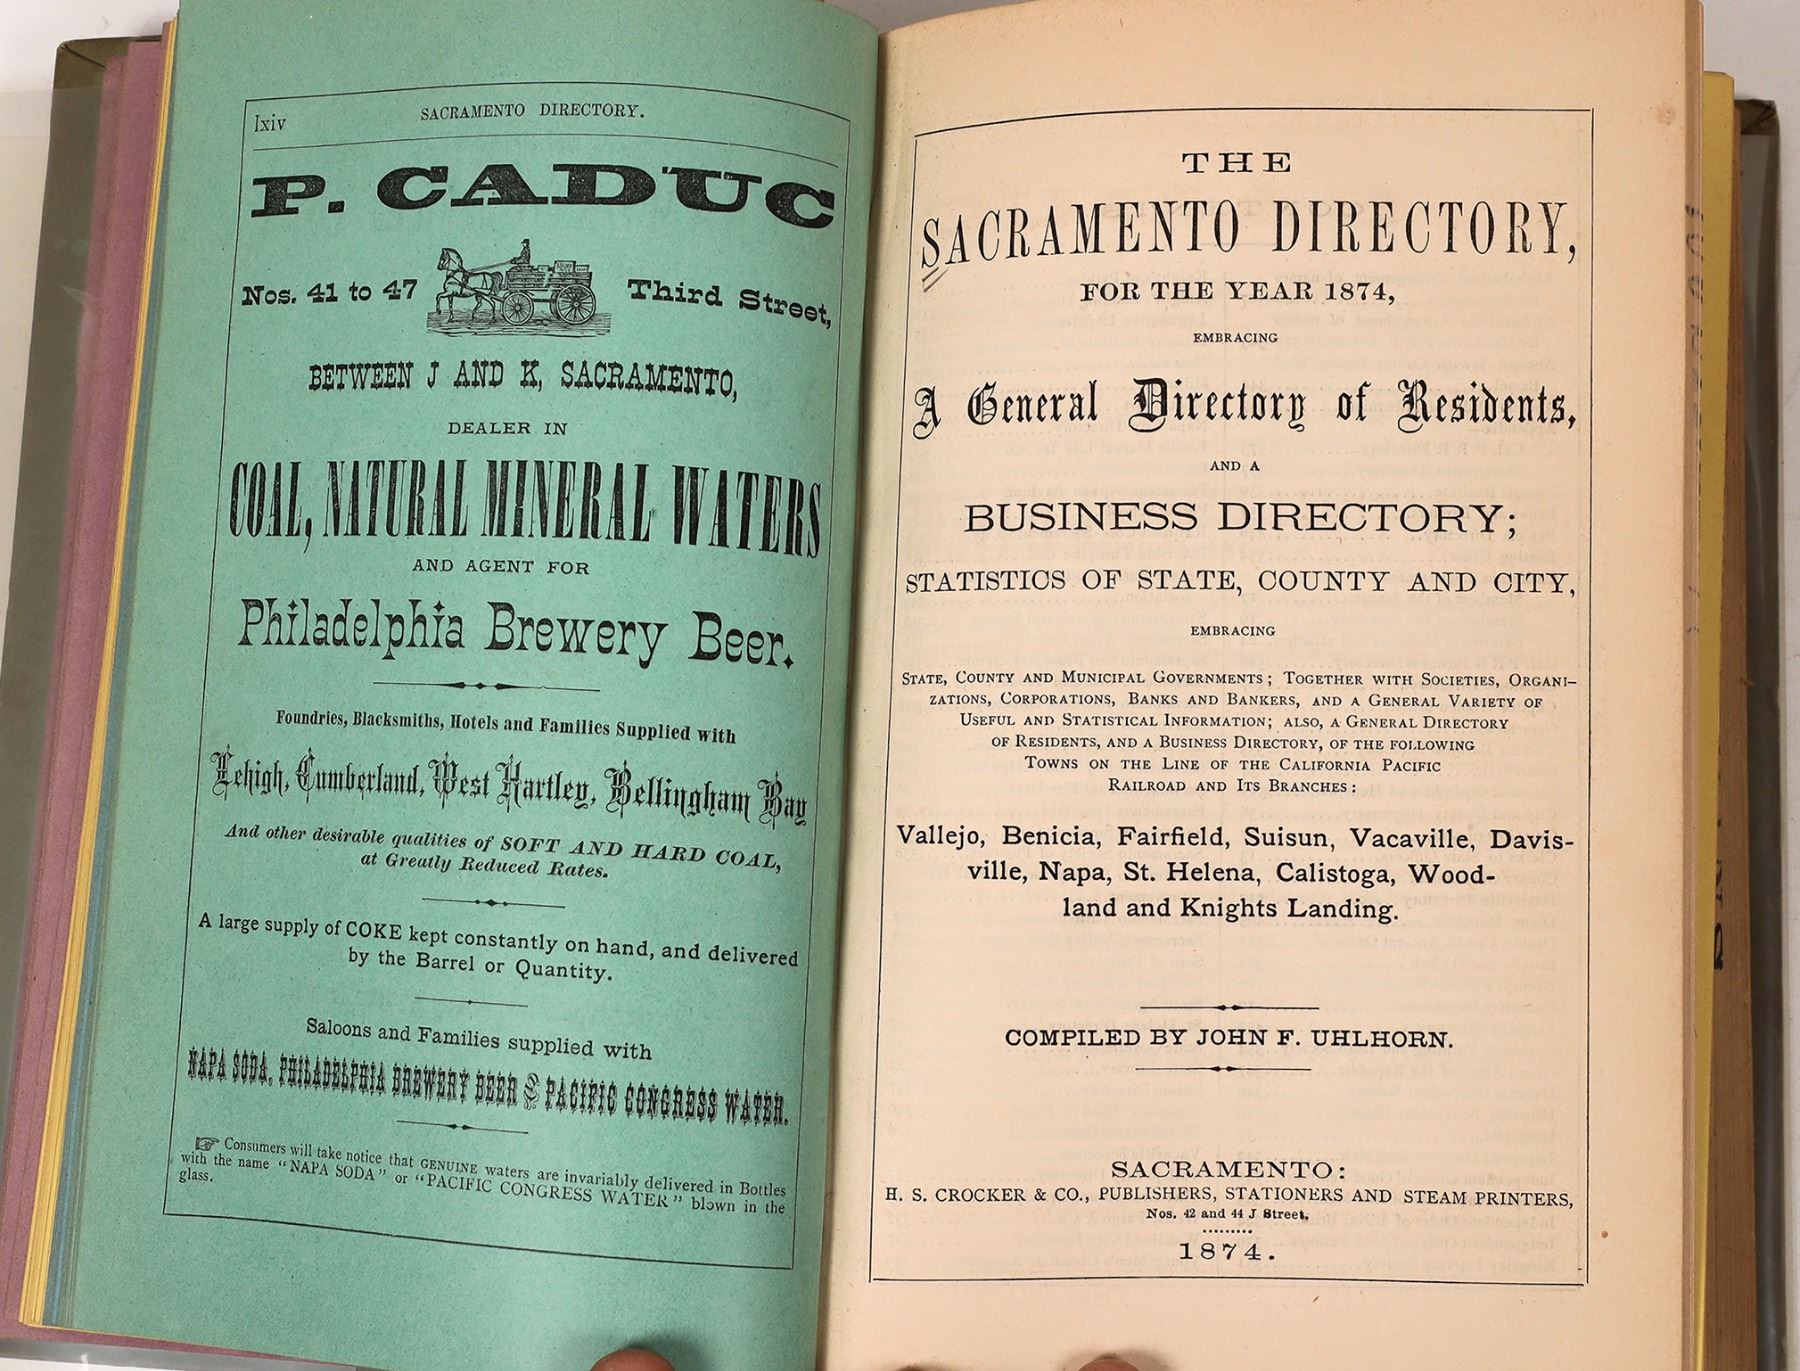 lxiv
SACRAMENTO DIRECTORY.
P. CADUC
Nos. 41 to 47 Third Street,
BETWEEN J AND K, SACRAMENTO,
DEALER IN
COAL, NATURAL MINERAL WATERS
AND AGENT FOR
Philadelphia Brewery Beer.
Foundries, Blacksmiths, Hotels and Families Supplied with
Lehigh, Cumberland, West Hartley, Bellingham Bay
And other desirable qualities of SOFT AND HARD COAL,
at Greatly Reduced Rates.
A large supply of COKE kept constantly on hand, and delivered
by the Barrel or Quantity.
Saloons and Families supplied with
NAPA SODA, PHILADELPHIA BREWERY BEER & PACIFIC CONGRESS WATER.
☞ Consumers will take notice that GENUINE waters are invariably delivered in Bottles
with the name "NAPA SODA" or "PACIFIC CONGRESS WATER" blown in the
glass.
THE
SACRAMENTO DIRECTORY,
FOR THE YEAR 1874,
EMBRACING
A General Directory of Residents,
AND A
BUSINESS DIRECTORY;
STATISTICS OF STATE, COUNTY AND CITY,
EMBRACING
STATE, COUNTY AND MUNICIPAL GOVERNMENTS; TOGETHER WITH SOCIETIES, ORGANI-
ZATIONS, CORPORATIONS, BANKS AND BANKERS, AND A GENERAL VARIETY OF
USEFUL AND STATISTICAL INFORMATION; ALSO, A GENERAL DIRECTORY
OF RESIDENTS, AND A BUSINESS DIRECTORY, OF THE FOLLOWING
TOWNS ON THE LINE OF THE CALIFORNIA PACIFIC
RAILROAD AND ITS BRANCHES:
Vallejo, Benicia, Fairfield, Suisun, Vacaville, Davis-
ville, Napa, St. Helena, Calistoga, Wood-
land and Knights Landing.
COMPILED BY JOHN F. UHLHORN.
SACRAMENTO:
H. S. CROCKER & CO., PUBLISHERS, STATIONERS AND STEAM PRINTERS,
Nos. 42 and 44 J Street.
1874.